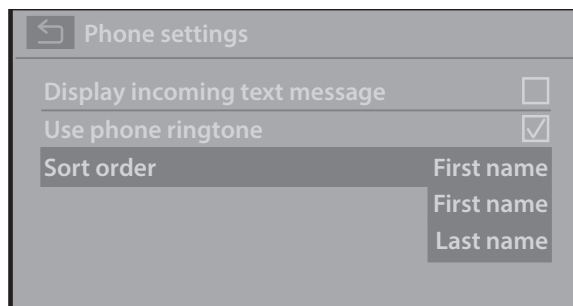 Phone settings
Display incoming text message
Use phone ringtone
Sort order First name
First name
Last name